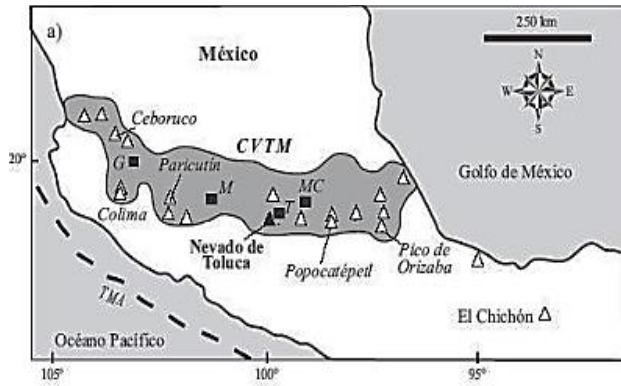 a)
México
250 km
N
W E
S
Ceboruco
CVTM
20°
G
Paricutín
M
MC
T
Golfo de México
Colima
Nevado de
Toluca
Popocatépetl
Pico de
Orizaba
TMA
El Chichón
Océano Pacífico
20°
105°
100°
95°